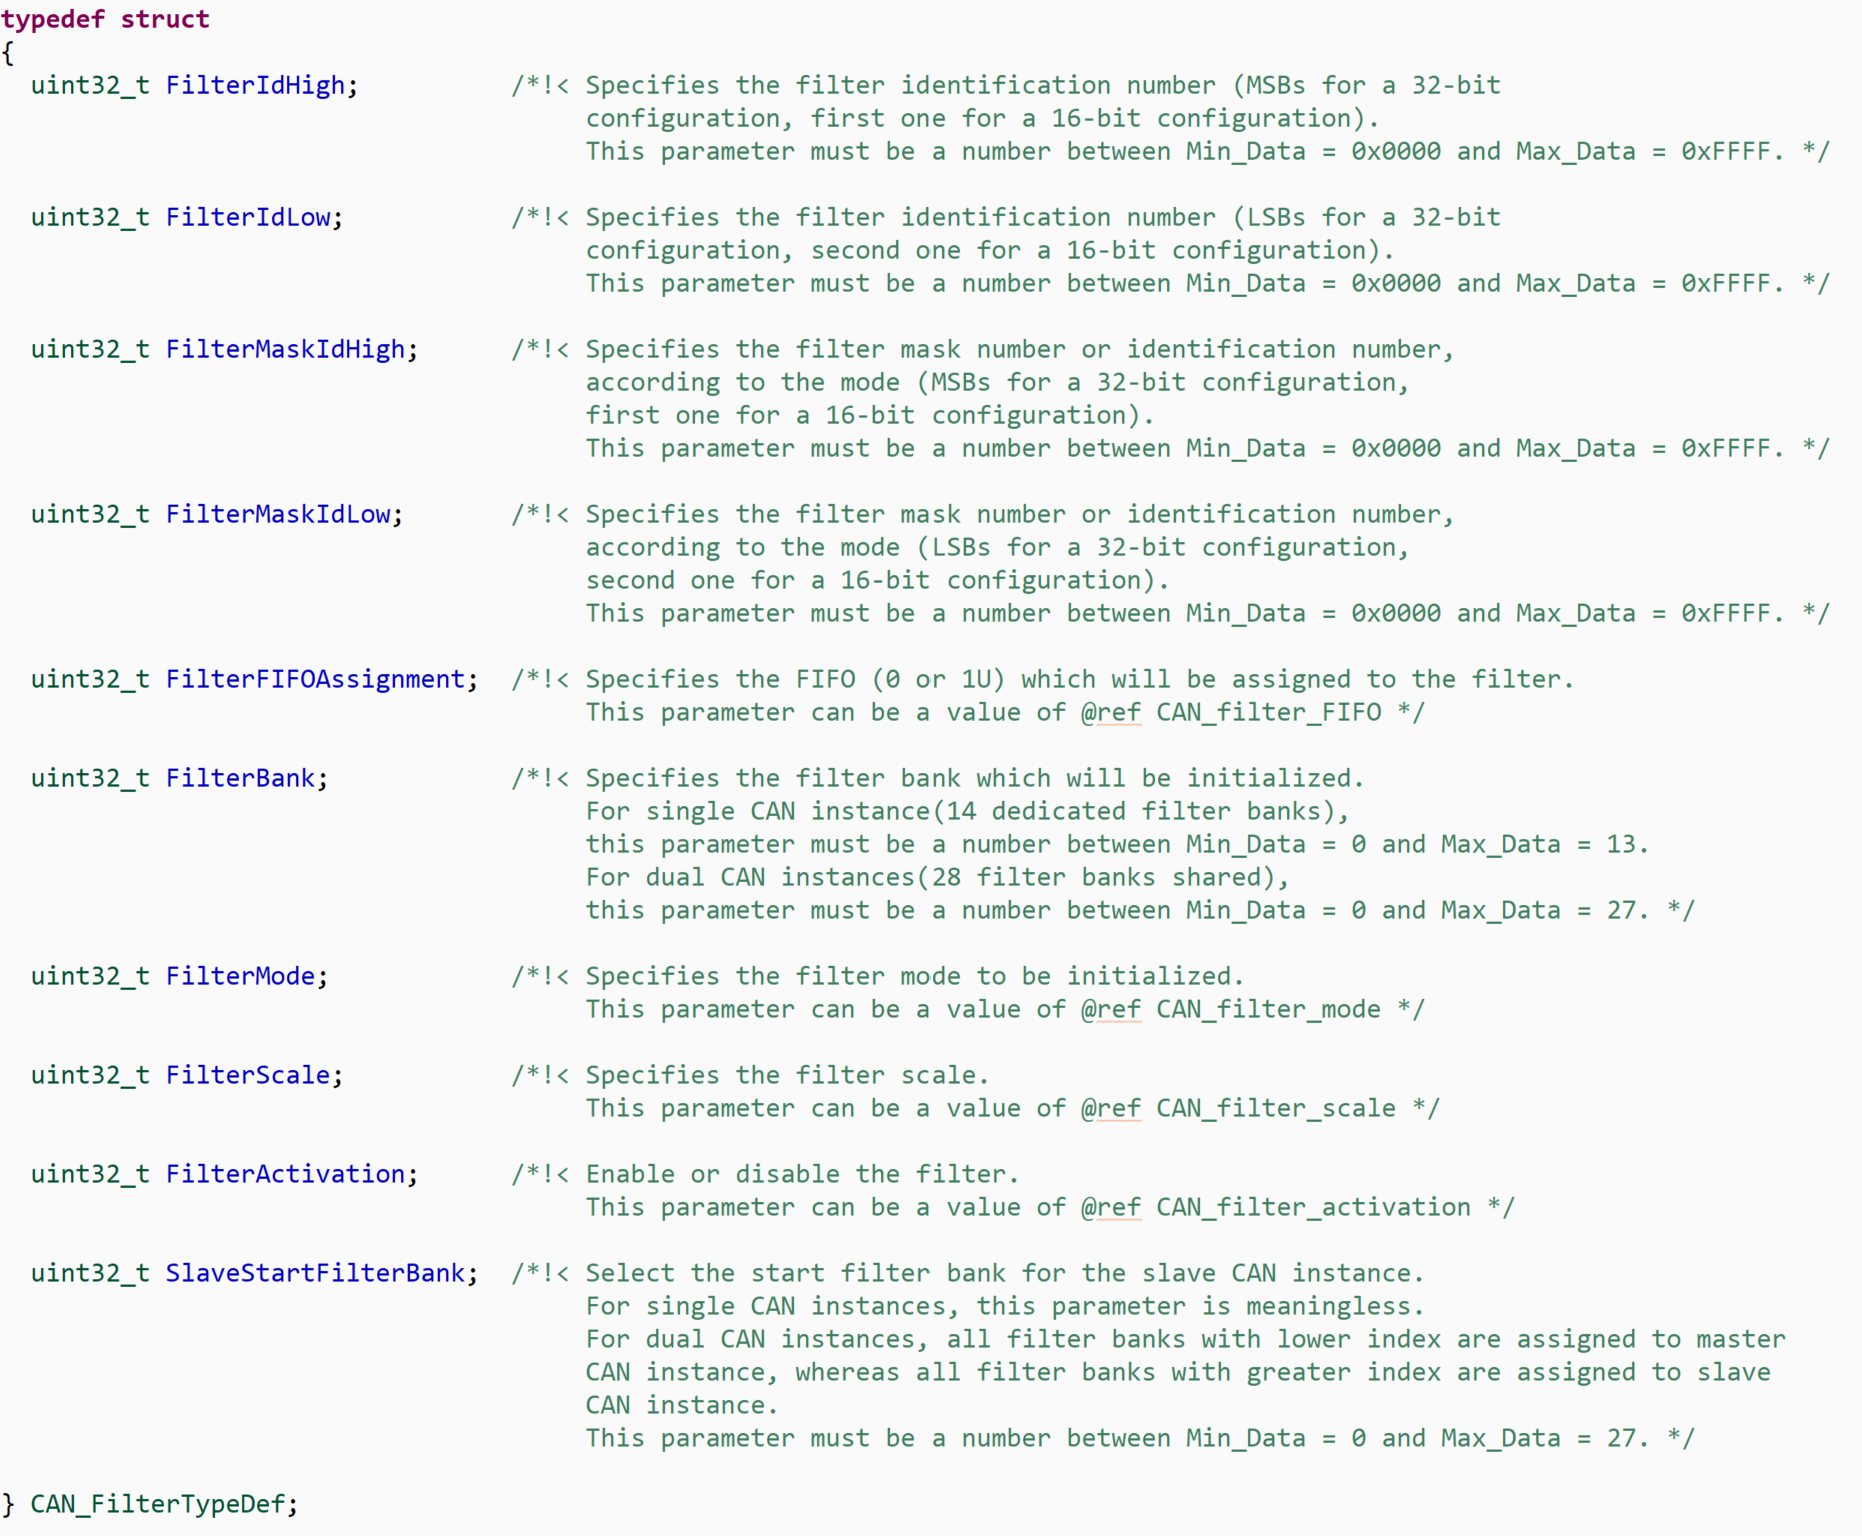 typedef struct
{
  uint32_t FilterIdHigh;          /*!< Specifies the filter identification number (MSBs for a 32-bit
                                       configuration, first one for a 16-bit configuration).
                                       This parameter must be a number between Min_Data = 0x0000 and Max_Data = 0xFFFF. */

  uint32_t FilterIdLow;           /*!< Specifies the filter identification number (LSBs for a 32-bit
                                       configuration, second one for a 16-bit configuration).
                                       This parameter must be a number between Min_Data = 0x0000 and Max_Data = 0xFFFF. */

  uint32_t FilterMaskIdHigh;      /*!< Specifies the filter mask number or identification number,
                                       according to the mode (MSBs for a 32-bit configuration,
                                       first one for a 16-bit configuration).
                                       This parameter must be a number between Min_Data = 0x0000 and Max_Data = 0xFFFF. */

  uint32_t FilterMaskIdLow;       /*!< Specifies the filter mask number or identification number,
                                       according to the mode (LSBs for a 32-bit configuration,
                                       second one for a 16-bit configuration).
                                       This parameter must be a number between Min_Data = 0x0000 and Max_Data = 0xFFFF. */

  uint32_t FilterFIFOAssignment;  /*!< Specifies the FIFO (0 or 1U) which will be assigned to the filter.
                                       This parameter can be a value of @ref CAN_filter_FIFO */

  uint32_t FilterBank;            /*!< Specifies the filter bank which will be initialized.
                                       For single CAN instance(14 dedicated filter banks),
                                       this parameter must be a number between Min_Data = 0 and Max_Data = 13.
                                       For dual CAN instances(28 filter banks shared),
                                       this parameter must be a number between Min_Data = 0 and Max_Data = 27. */

  uint32_t FilterMode;            /*!< Specifies the filter mode to be initialized.
                                       This parameter can be a value of @ref CAN_filter_mode */

  uint32_t FilterScale;           /*!< Specifies the filter scale.
                                       This parameter can be a value of @ref CAN_filter_scale */

  uint32_t FilterActivation;      /*!< Enable or disable the filter.
                                       This parameter can be a value of @ref CAN_filter_activation */

  uint32_t SlaveStartFilterBank;  /*!< Select the start filter bank for the slave CAN instance.
                                       For single CAN instances, this parameter is meaningless.
                                       For dual CAN instances, all filter banks with lower index are assigned to master
                                       CAN instance, whereas all filter banks with greater index are assigned to slave
                                       CAN instance.
                                       This parameter must be a number between Min_Data = 0 and Max_Data = 27. */

} CAN_FilterTypeDef;